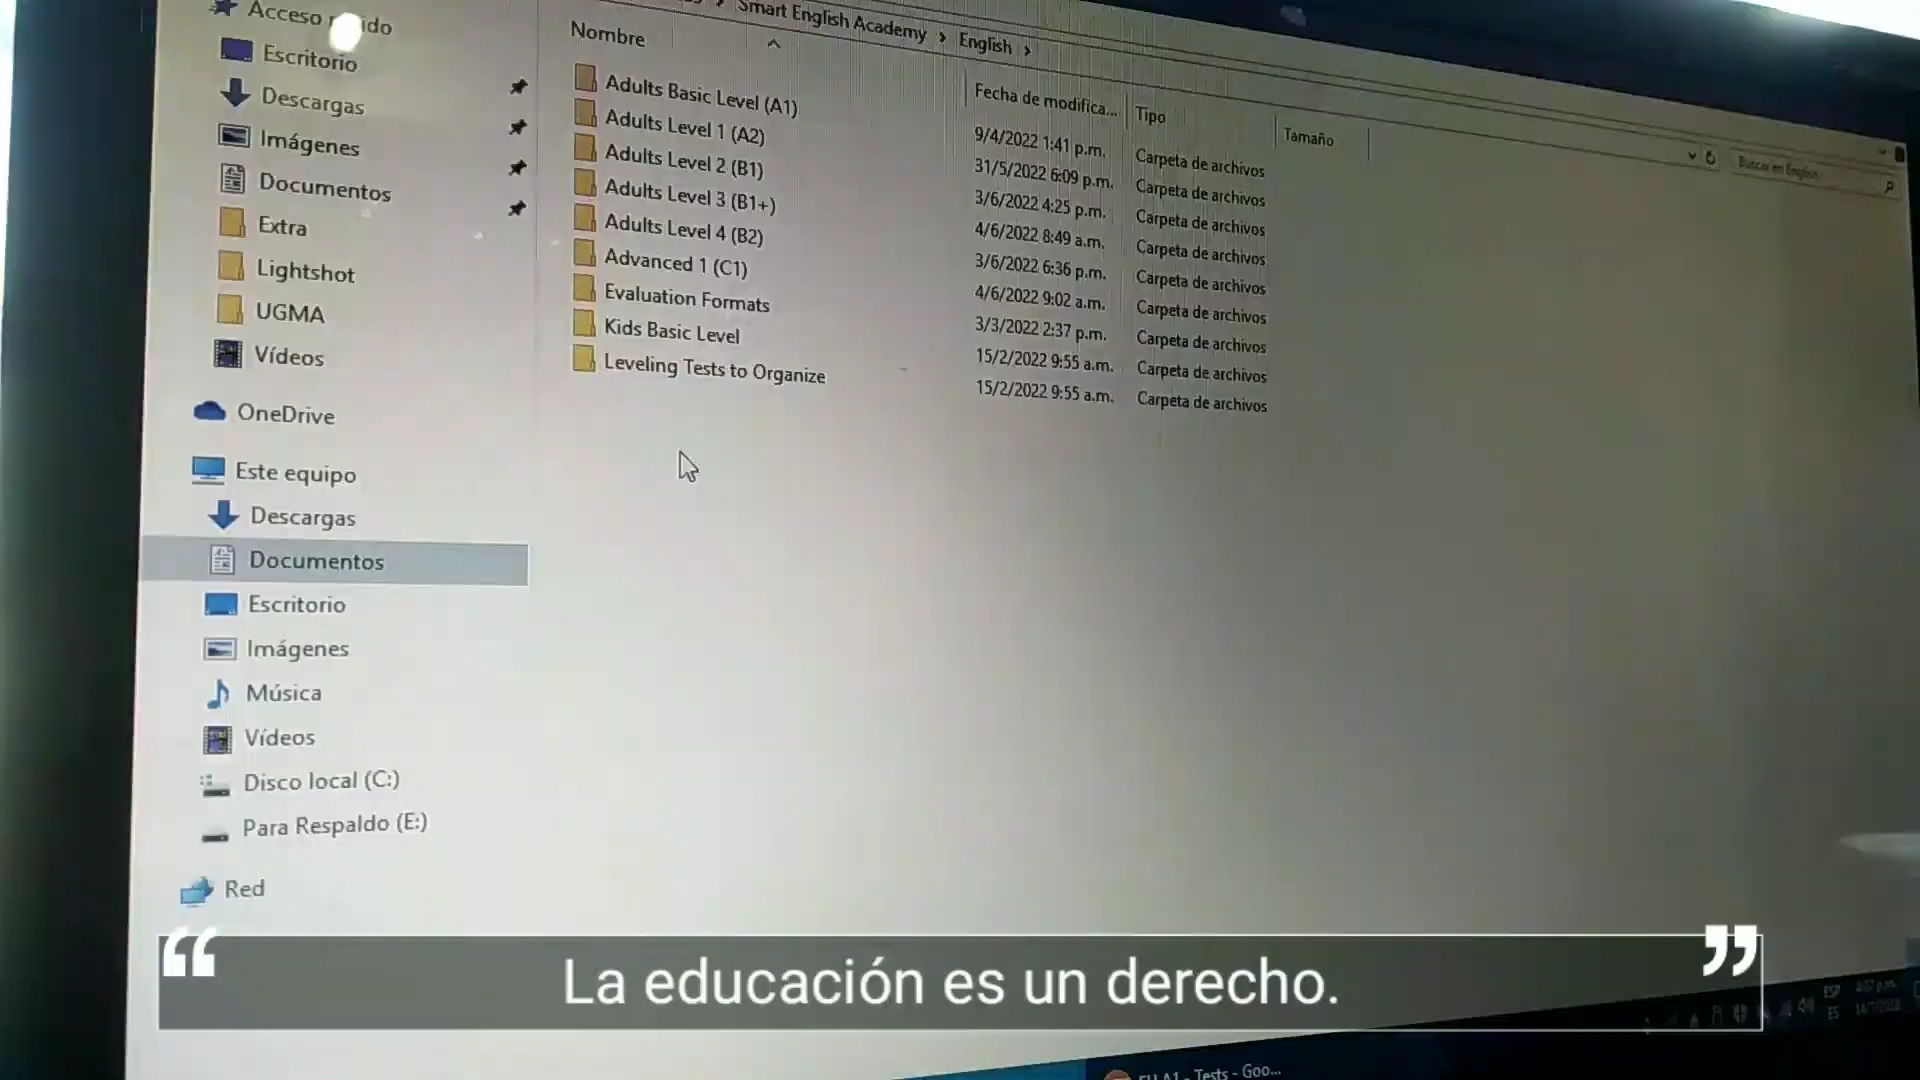 Smart English Academy > English >
Acceso
Escritorio
Descargas
Imágenes
Documentos
Extra
Lightshot
UGMA
Vídeos
OneDrive
Este equipo
Descargas
Documentos
Escritorio
Imágenes
Música
Vídeos
Disco local (C:)
Para Respaldo (E:)
Red
Nombre Fecha de modifica... Tipo Tamaño
Adults Basic Level (A1) 9/4/2022 1:41 p.m. Carpeta de archivos
Adults Level 1 (A2) 31/5/2022 6:09 p.m. Carpeta de archivos
Adults Level 2 (B1) 3/6/2022 4:25 p.m. Carpeta de archivos
Adults Level 3 (B1+) 4/6/2022 8:49 a.m. Carpeta de archivos
Adults Level 4 (B2) 3/6/2022 6:36 p.m. Carpeta de archivos
Advanced 1 (C1) 4/6/2022 9:02 a.m. Carpeta de archivos
Evaluation Formats 3/3/2022 2:37 p.m. Carpeta de archivos
Kids Basic Level 15/2/2022 9:55 a.m. Carpeta de archivos
Leveling Tests to Organize 15/2/2022 9:55 a.m. Carpeta de archivos
Buscar en English
“La educación es un derecho.”
ESP
ES
A1 - Tests - Goo...